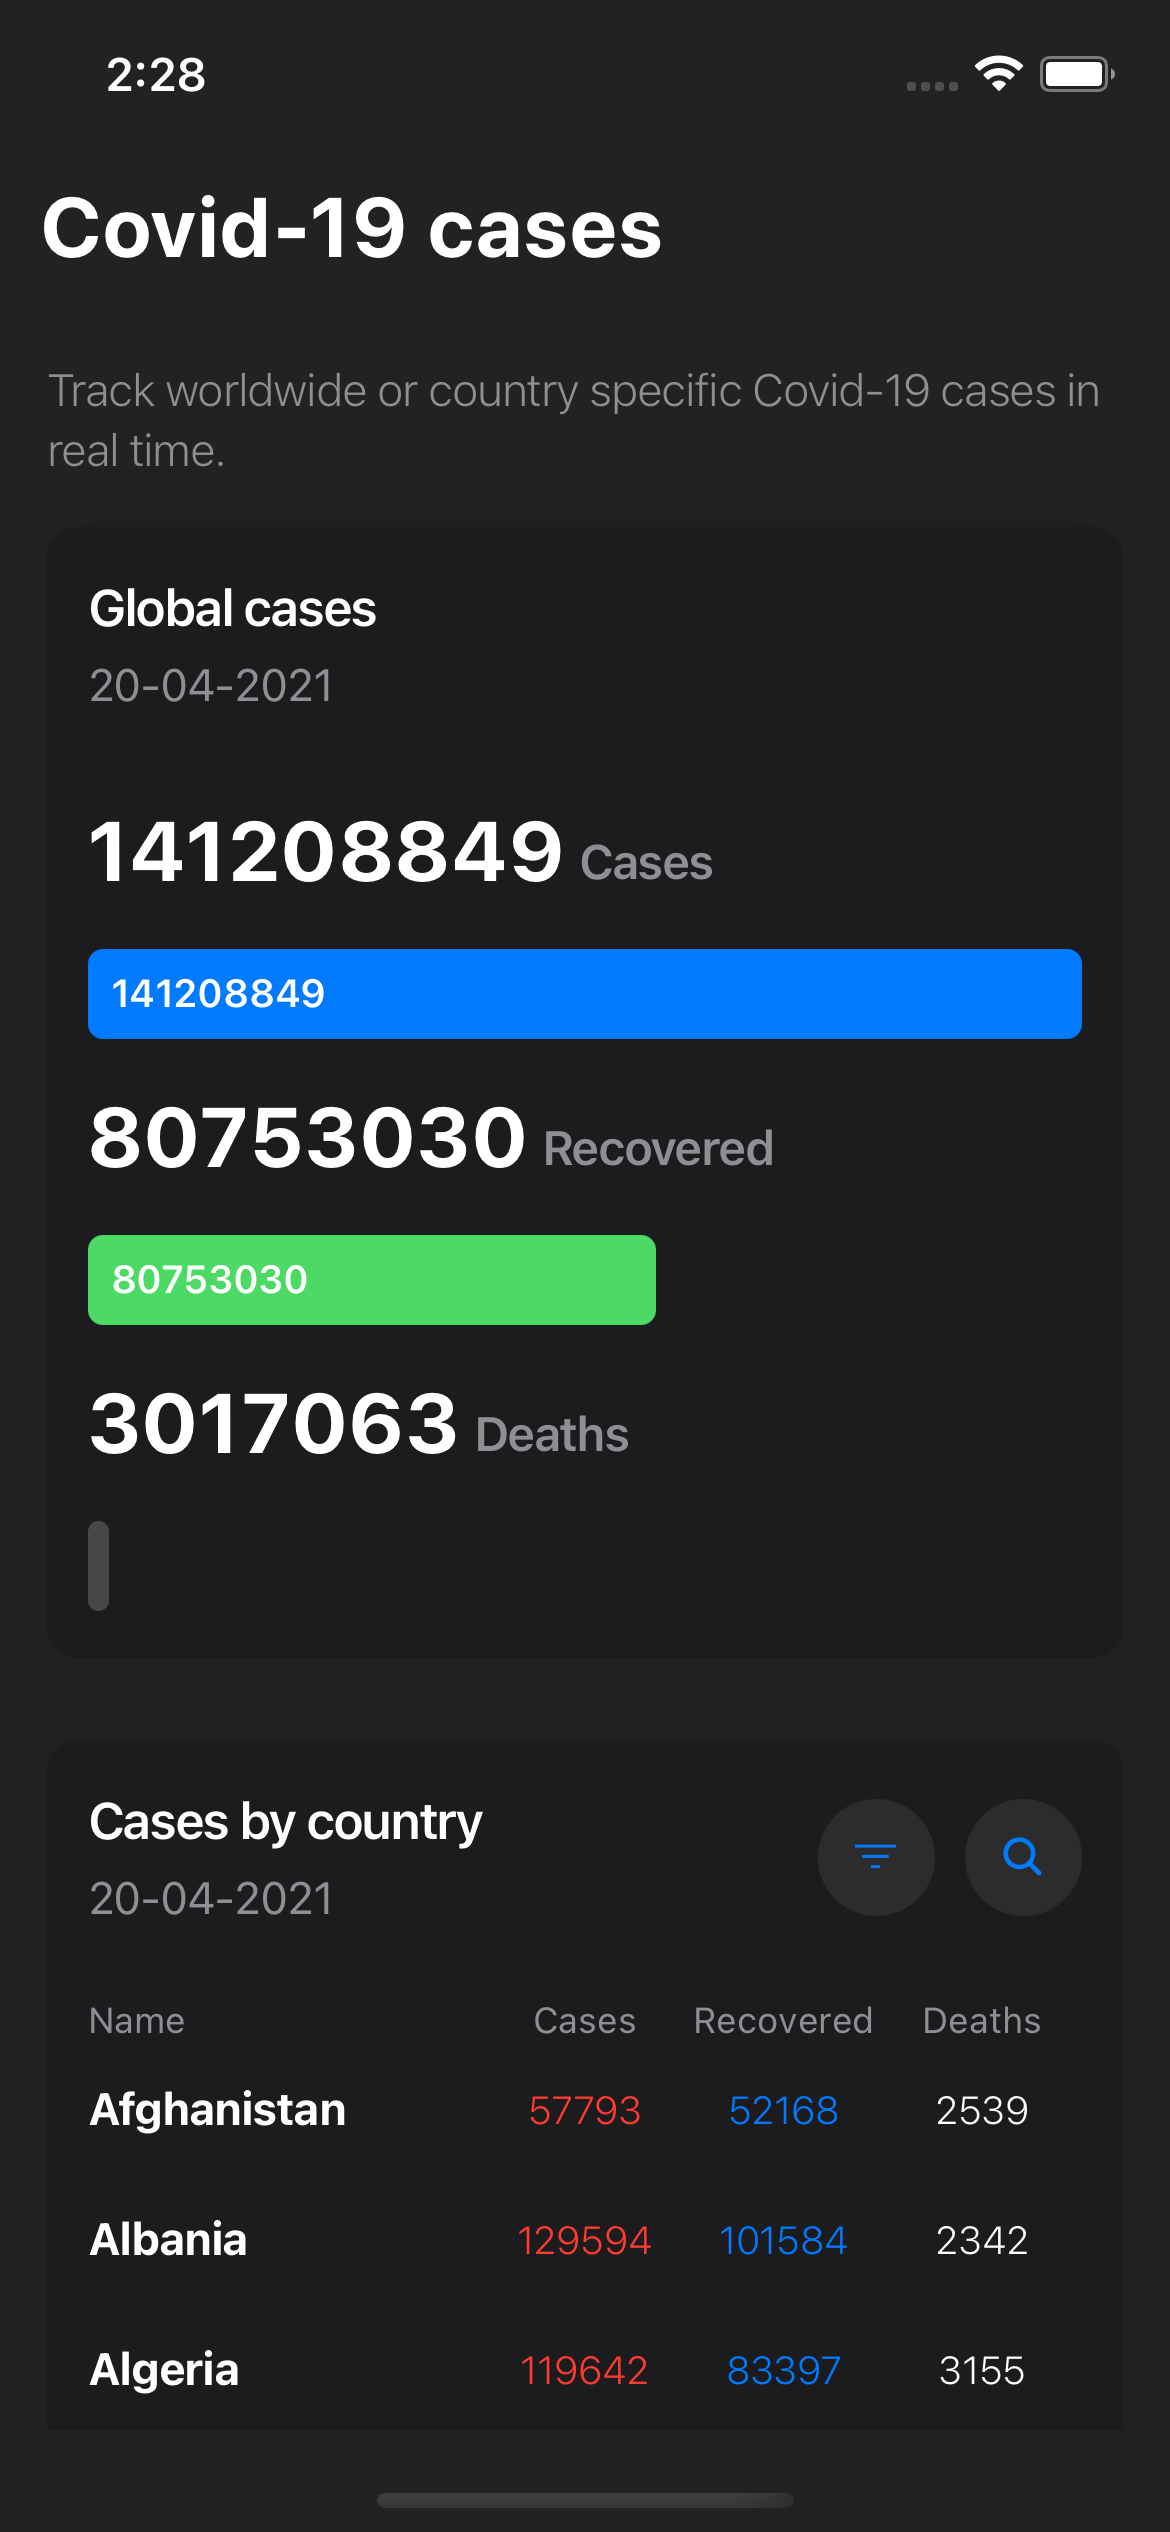 2:28
Covid-19 cases
Track worldwide or country specific Covid-19 cases in
real time.
Global cases
20-04-2021
141208849 Cases
141208849
80753030 Recovered
80753030
3017063 Deaths
Cases by country
20-04-2021
Name Cases Recovered Deaths
Afghanistan 57793 52168 2539
Albania 129594 101584 2342
Algeria 119642 83397 3155